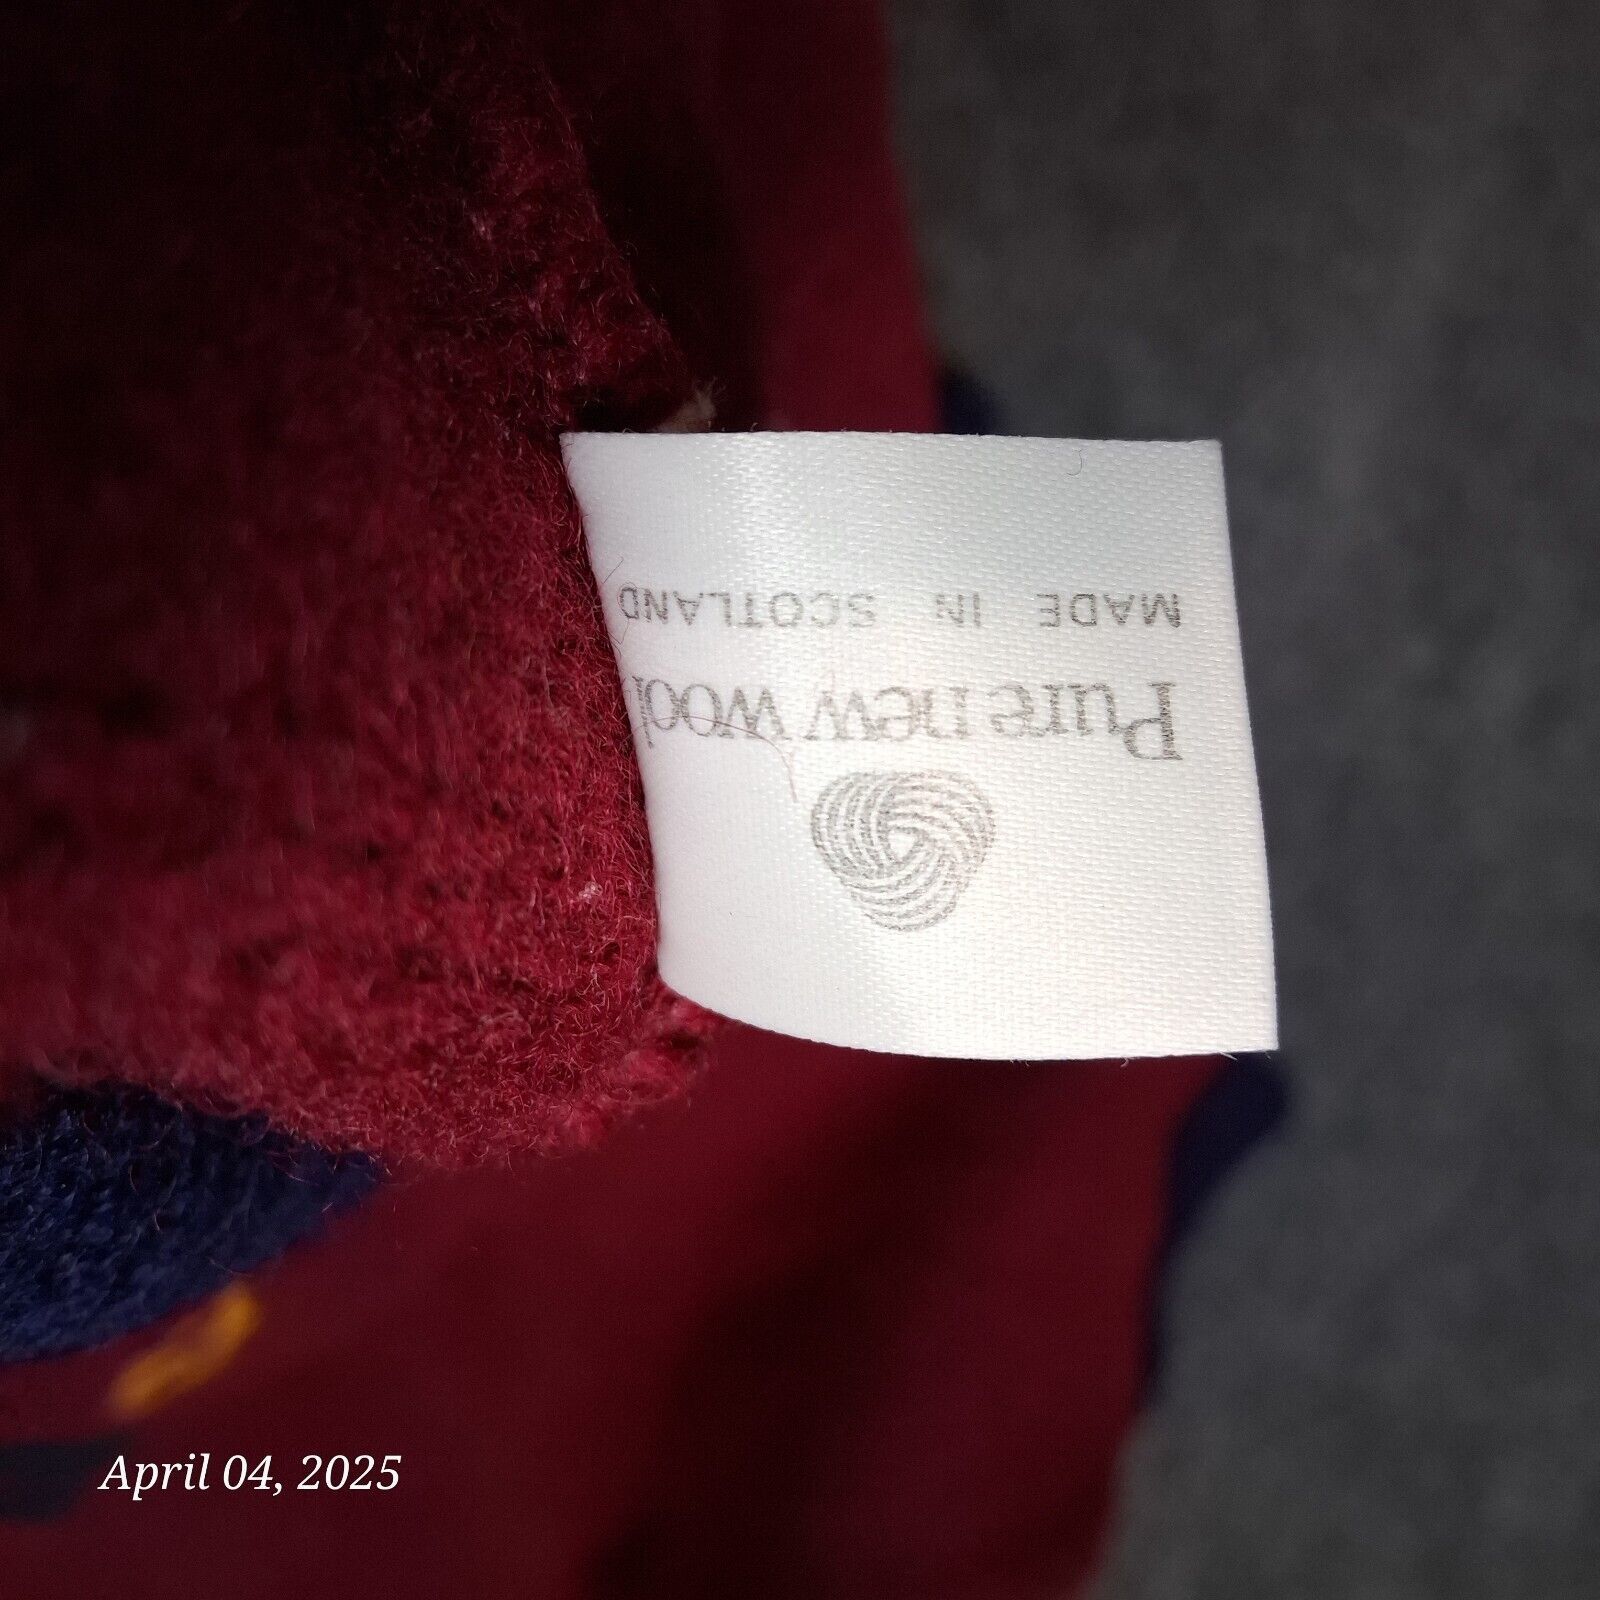 Pure new wool
MADE IN SCOTLAND
April 04, 2025